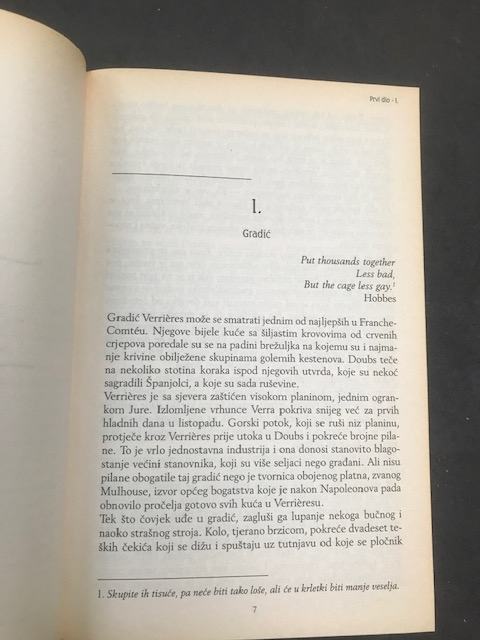 Prvi dio - I.
1.
Gradić
Put thousands together
Less bad,
But the cage less gay.¹
Hobbes
Gradić Verrières može se smatrati jednim od najljepših u Franche-
Comtéu. Njegove bijele kuće sa šiljastim krovovima od crvenih
crjepova poredale su se na padini brežuljka na kojemu su i najma-
nje krivine obilježene skupinama golemih kestenova. Doubs teče
na nekoliko stotina koraka ispod njegovih utvrda, koje su nekoć
sagradili Španjolci, a koje su sada ruševine.
Verrières je sa sjevera zaštićen visokom planinom, jednim ogran-
kom Jure. Izlomljene vrhunce Verra pokriva snijeg već za prvih
hladnih dana u listopadu. Gorski potok, koji se ruši niz planinu,
protječe kroz Verrières prije utoka u Doubs i pokreće brojne pila-
ne. To je vrlo jednostavna industrija i ona donosi stanovito blago-
stanje većini stanovnika, koji su više seljaci nego građani. Ali nisu
pilane obogatile taj gradić nego je tvornica obojenog platna, zvanog
Mulhouse, izvor općeg bogatstva koje je nakon Napoleonova pada
obnovilo pročelja gotovo svih kuća u Verrièresu.
Tek što čovjek uđe u gradić, zagluši ga lupanje nekoga bučnog i
naoko strašnog stroja. Kolo, tjerano brzicom, pokreće dvadeset te-
ških čekića koji se dižu i spuštaju uz tutnjavu od koje se pločnik
1. Skupite ih tisuće, pa neće biti tako loše, ali će u krletki biti manje veselja.
7